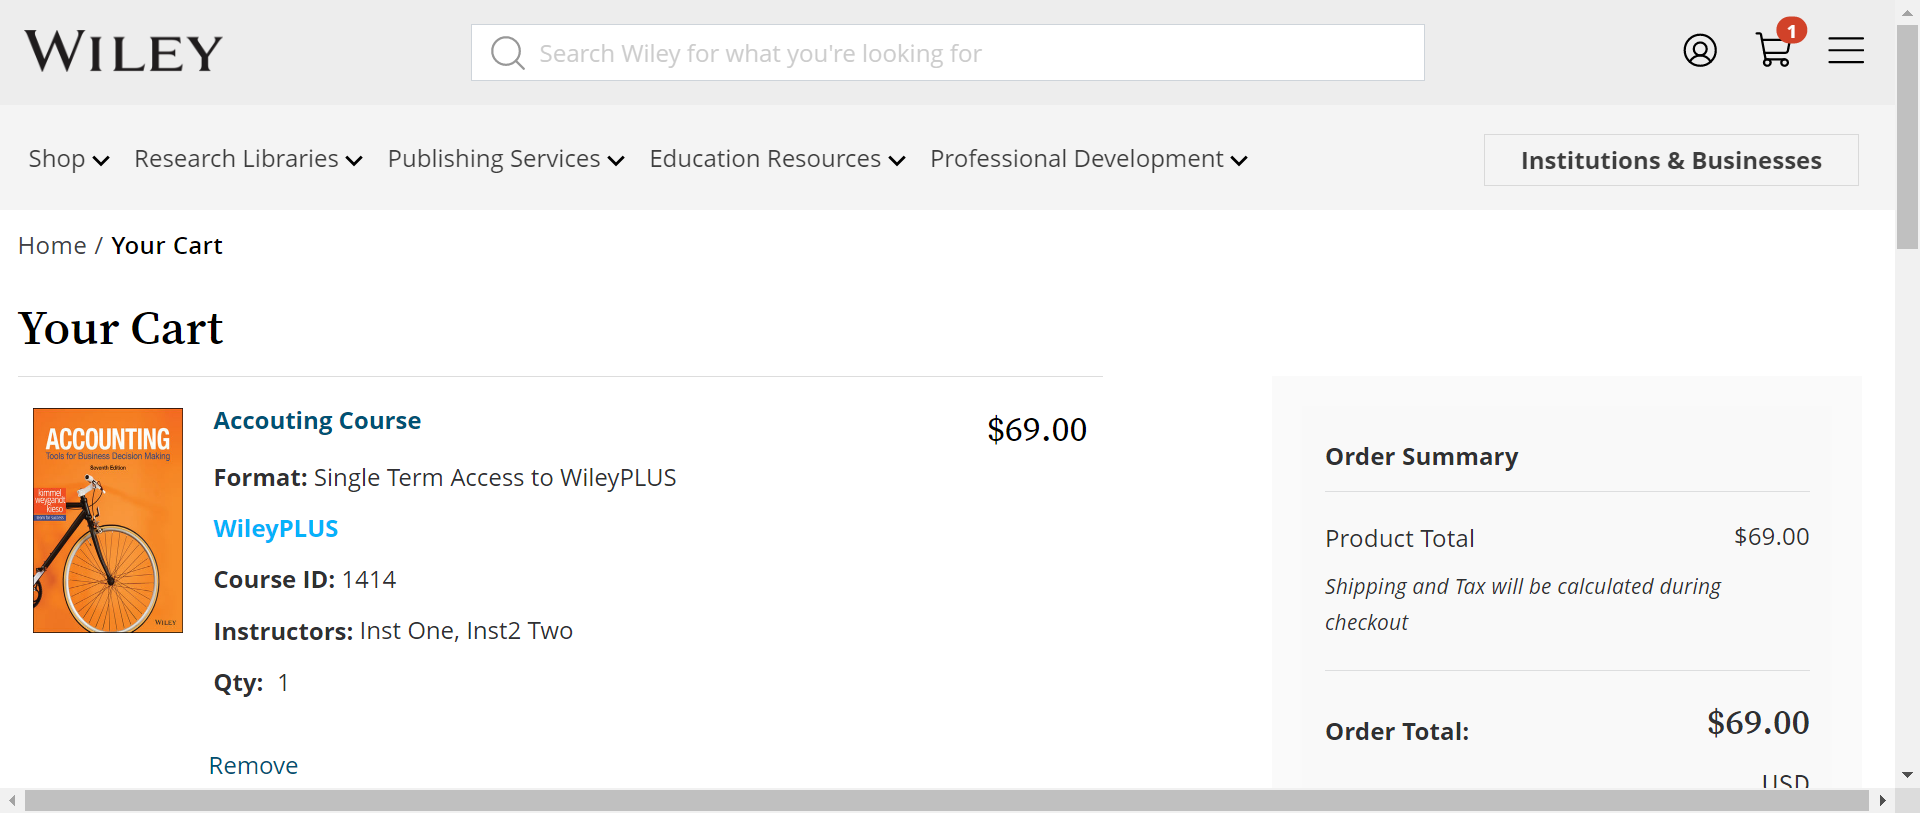 WILEY
Search Wiley for what you're looking for
1
Shop Research Libraries Publishing Services Education Resources Professional Development Institutions & Businesses
Home / Your Cart
Your Cart
ACCOUNTING
Tools for Business Decision Making
Seventh Edition
kimmel
weygandt
kieso
WILEY
Accouting Course
$69.00
Format: Single Term Access to WileyPLUS
WileyPLUS
Course ID: 1414
Instructors: Inst One, Inst2 Two
Qty: 1
Remove
Order Summary
Product Total $69.00
Shipping and Tax will be calculated during
checkout
Order Total: $69.00
USD